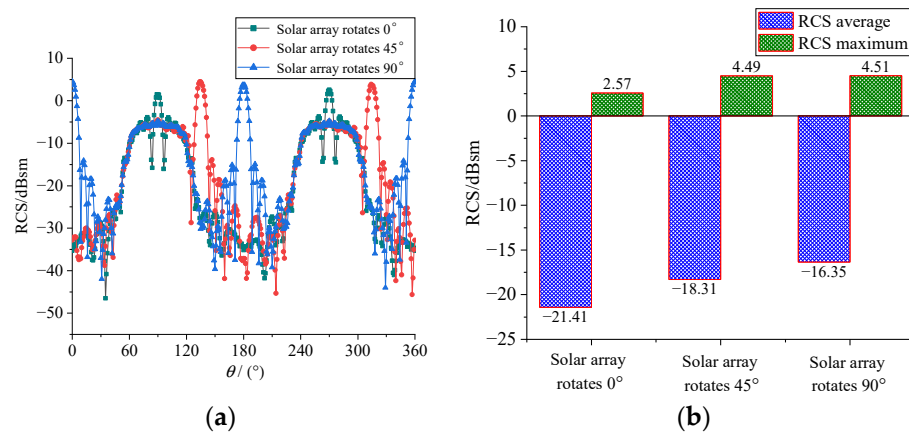 Solar array rotates 0°
Solar array rotates 45°
Solar array rotates 90°
10
0
−10
−20
−30
−40
−50
RCS/dBsm
0 60 120 180 240 300 360
θ / (°)
(a)
RCS average
RCS maximum
10
5
0
−5
−10
−15
−20
−25
RCS/dBsm
2.57
4.49
4.51
−21.41
−18.31
−16.35
Solar array
rotates 0°
Solar array
rotates 45°
Solar array
rotates 90°
(b)